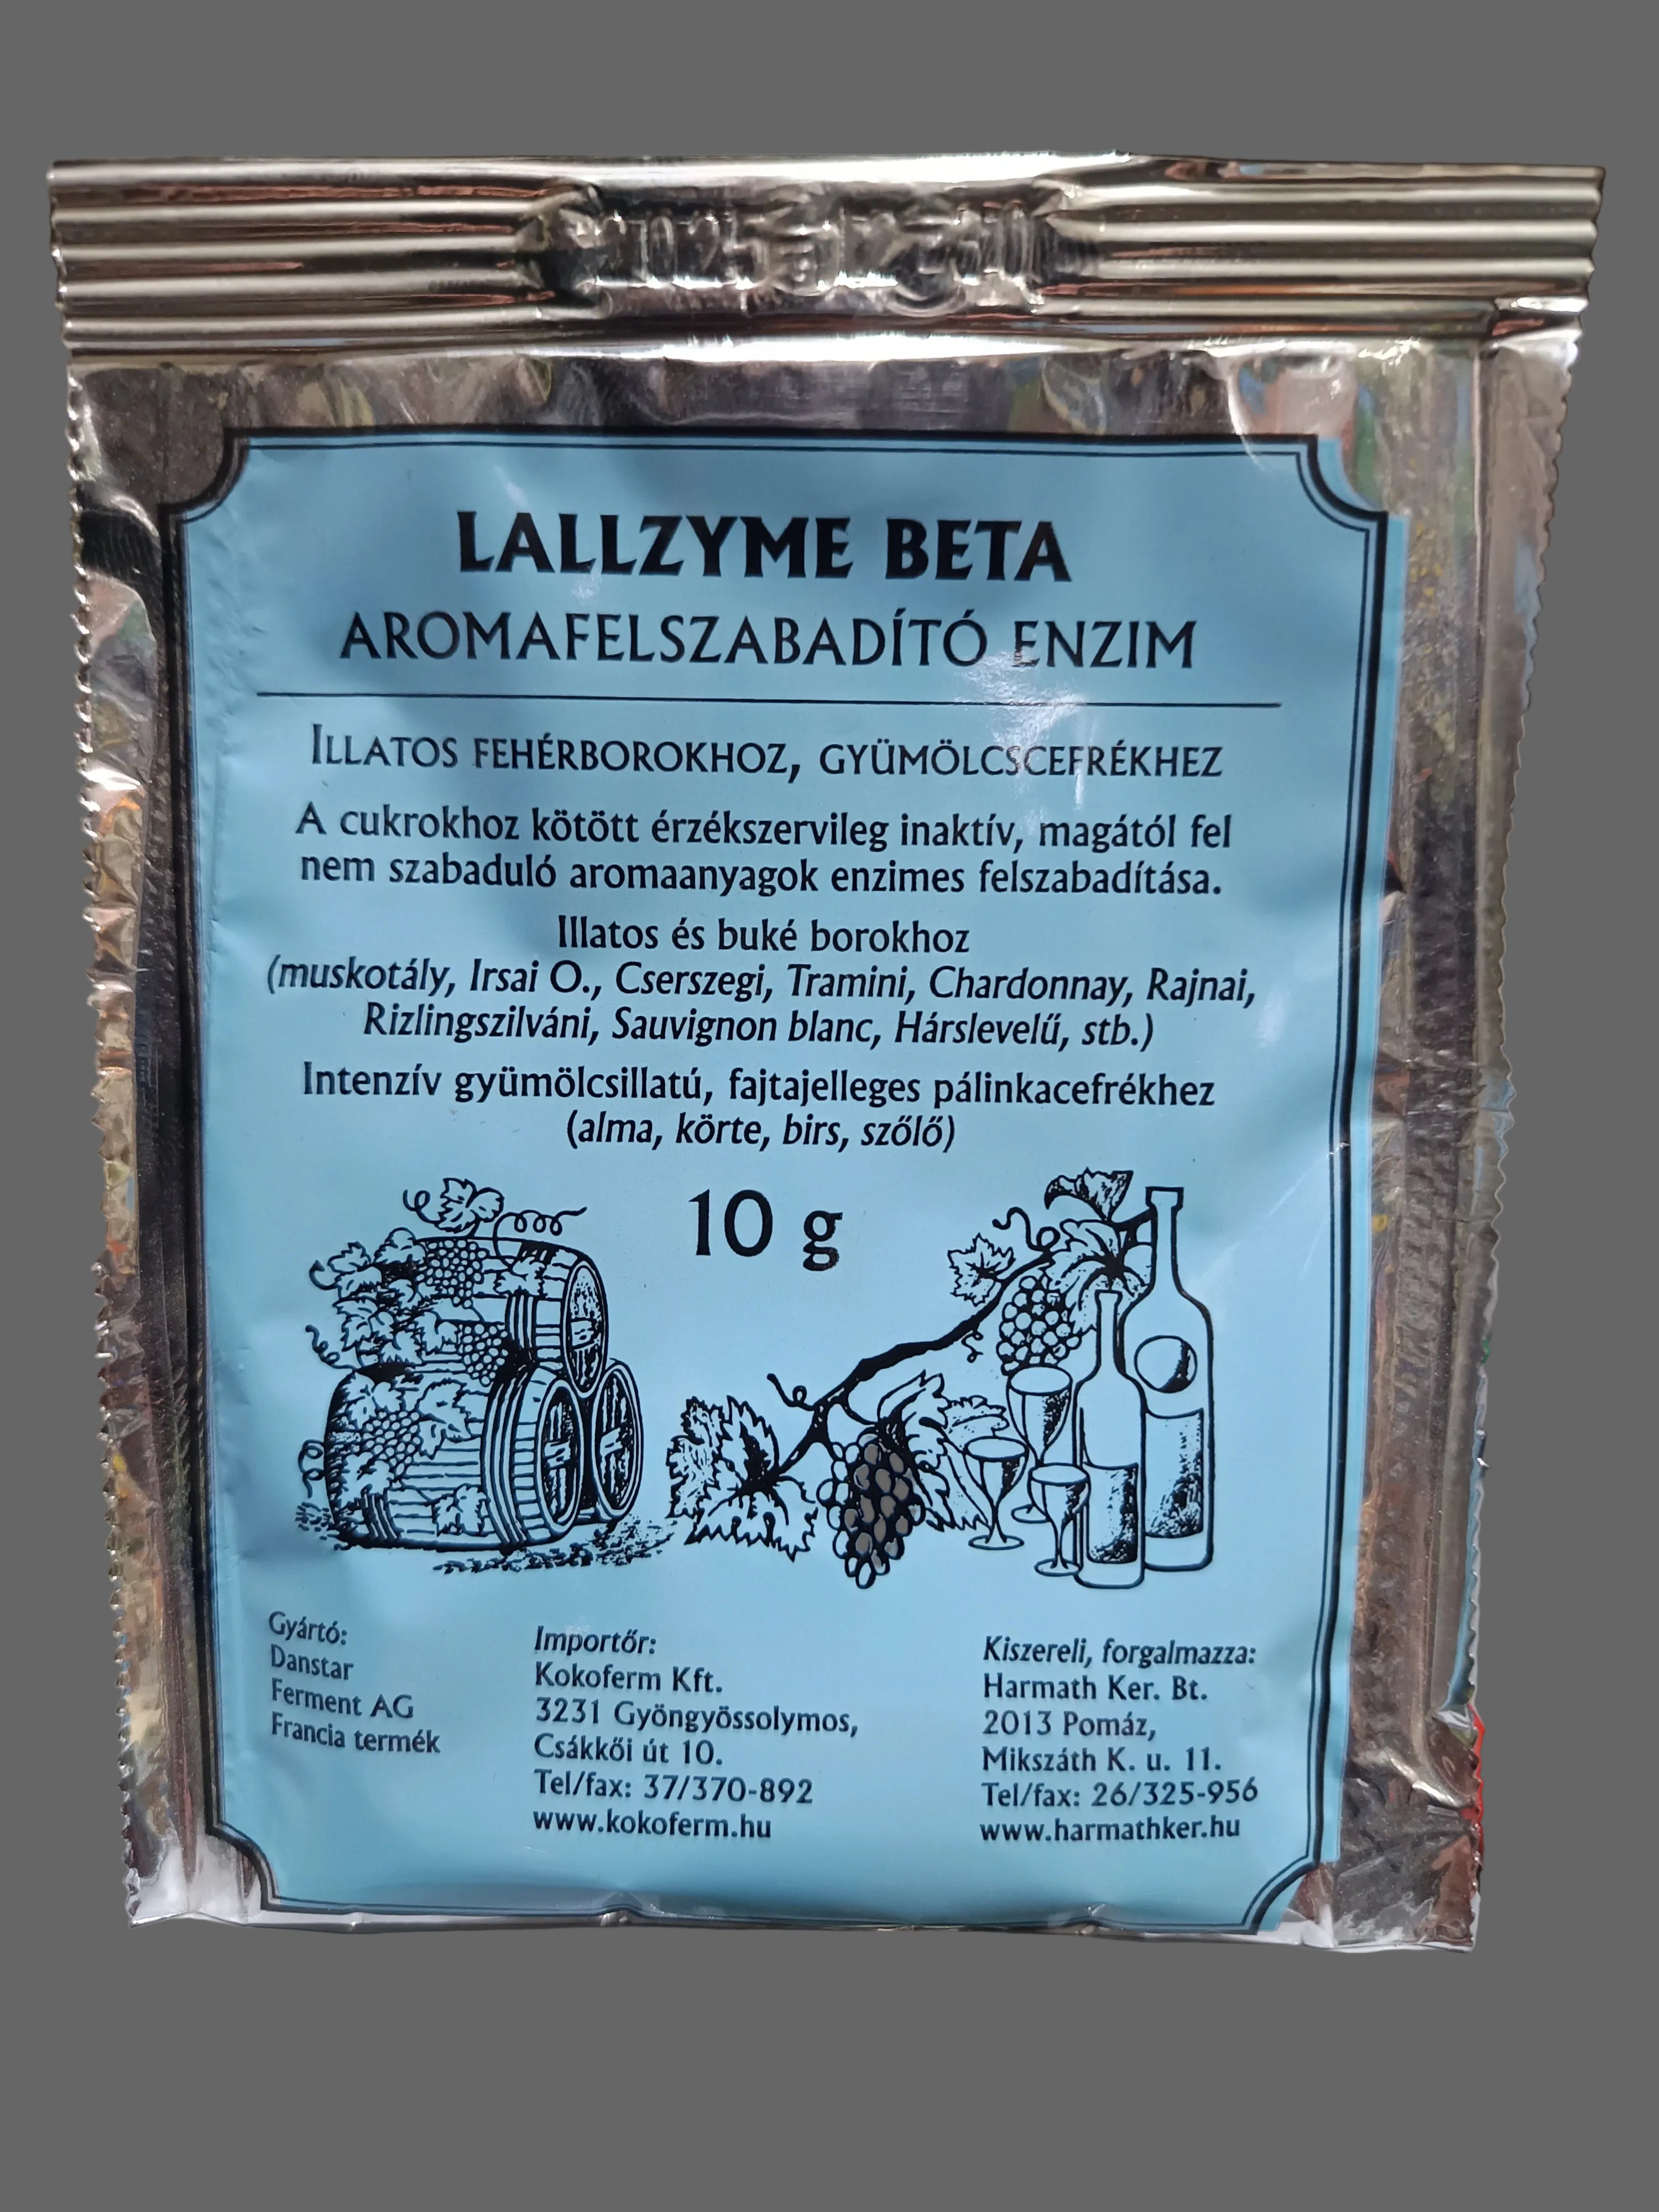 LALLZYME BETA
AROMAFELSZABADÍTÓ ENZIM
ILLATOS FEHÉRBOROKHOZ, GYÜMÖLCSCEFRÉKHEZ
A cukrokhoz kötött érzékszervileg inaktív, magától fel
nem szabaduló aromaanyagok enzimes felszabadítása.
Illatos és buké borokhoz
(muskotály, Irsai O., Cserszegi, Tramini, Chardonnay, Rajnai,
Rizlingszilváni, Sauvignon blanc, Hárslevelű, stb.)
Intenzív gyümölcsillatú, fajtajelleges pálinkacefrékhez
(alma, körte, birs, szőlő)
10 g
Gyártó:
Danstar
Ferment AG
Francia termék
Importőr:
Kokoferm Kft.
3231 Gyöngyössolymos,
Csákkői út 10.
Tel/fax: 37/370-892
www.kokoferm.hu
Kiszereli, forgalmazza:
Harmath Ker. Bt.
2013 Pomáz,
Mikszáth K. u. 11.
Tel/fax: 26/325-956
www.harmathker.hu